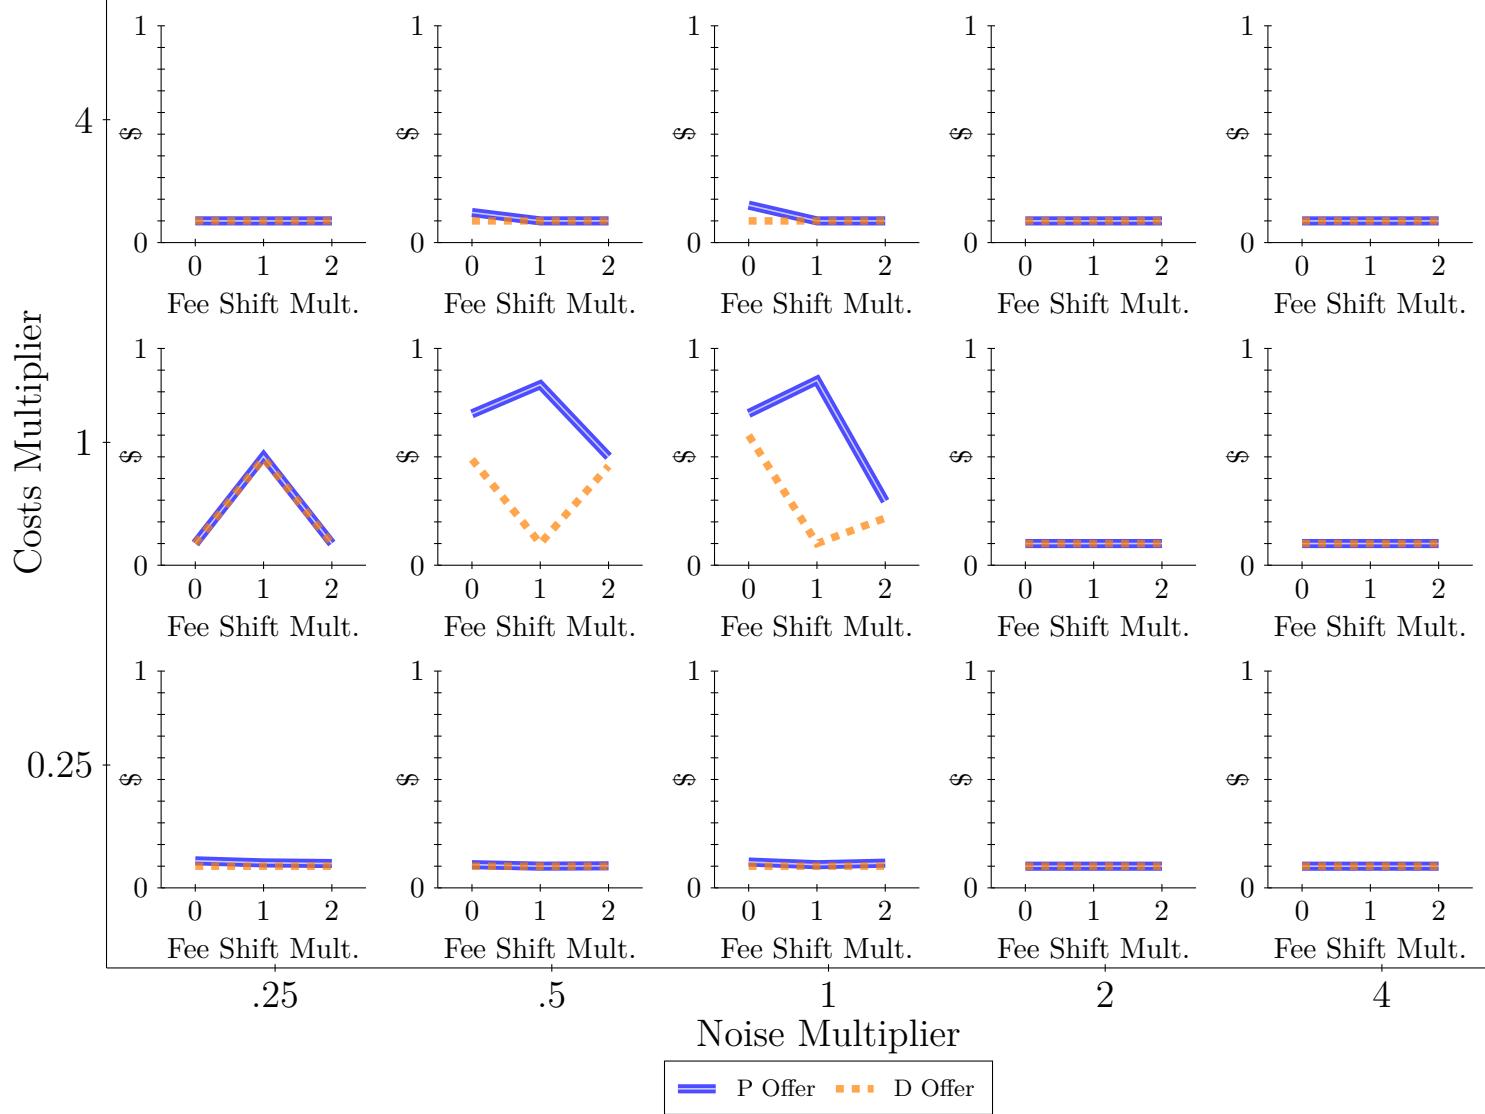 1 1 1 1 1
$ $ $ $ $
4
0 0 0 0 0
0 1 2 0 1 2 0 1 2 0 1 2 0 1 2
Fee Shift Mult. Fee Shift Mult. Fee Shift Mult. Fee Shift Mult. Fee Shift Mult.
Costs Multiplier
1 1 1 1 1
1
$ $ $ $ $
0 0 0 0 0
0 1 2 0 1 2 0 1 2 0 1 2 0 1 2
Fee Shift Mult. Fee Shift Mult. Fee Shift Mult. Fee Shift Mult. Fee Shift Mult.
1 1 1 1 1
0.25
$ $ $ $ $
0 0 0 0 0
0 1 2 0 1 2 0 1 2 0 1 2 0 1 2
Fee Shift Mult. Fee Shift Mult. Fee Shift Mult. Fee Shift Mult. Fee Shift Mult.
.25 .5 1 2 4
Noise Multiplier
P Offer D Offer